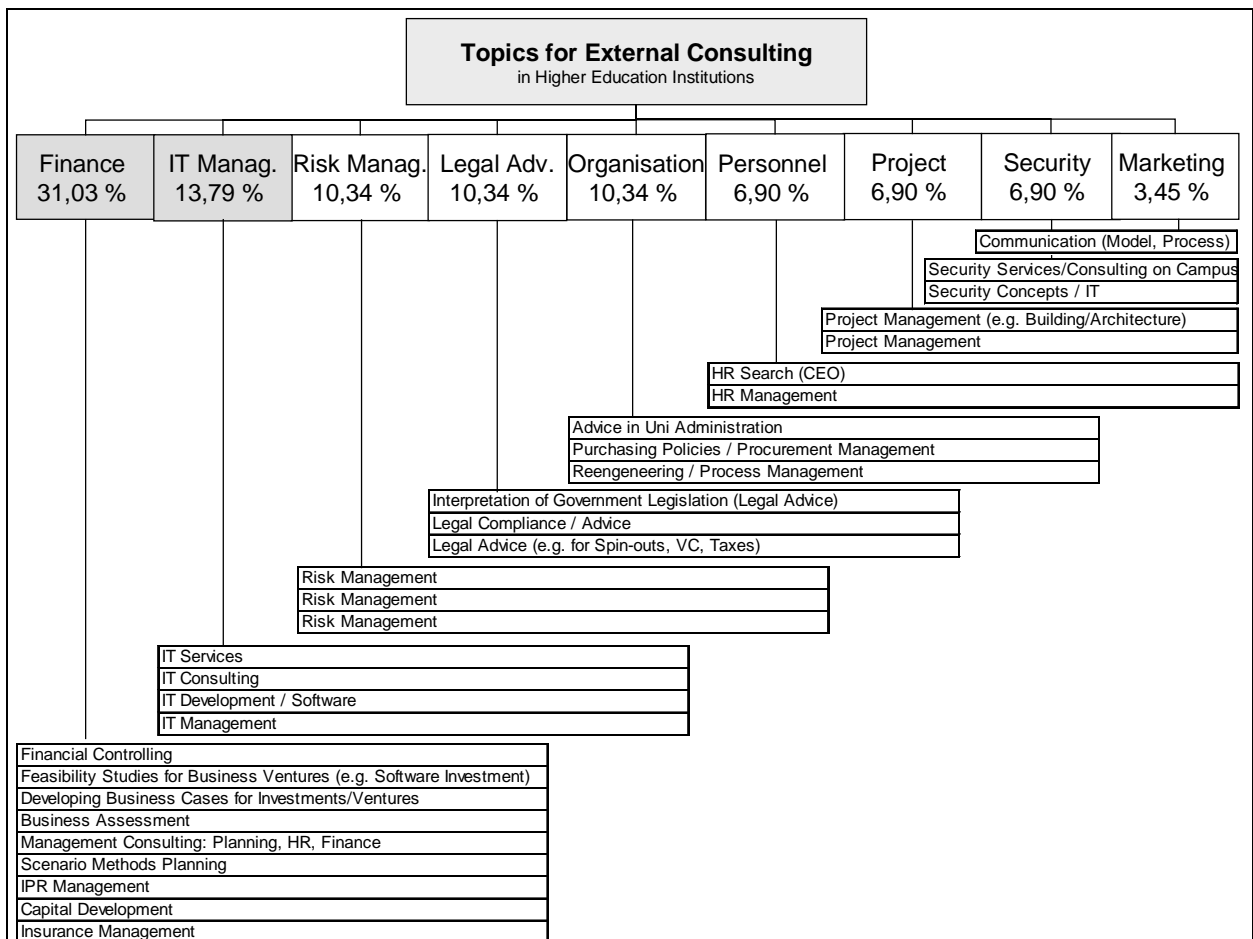 Topics for External Consulting
in Higher Education Institutions
Finance
31,03 %
IT Manag.
13,79 %
Risk Manag.
10,34 %
Legal Adv.
10,34 %
Organisation
10,34 %
Personnel
6,90 %
Project
6,90 %
Security
6,90 %
Marketing
3,45 %
Communication (Model, Process)
Security Services/Consulting on Campus
Security Concepts / IT
Project Management (e.g. Building/Architecture)
Project Management
HR Search (CEO)
HR Management
Advice in Uni Administration
Purchasing Policies / Procurement Management
Reengeneering / Process Management
Interpretation of Government Legislation (Legal Advice)
Legal Compliance / Advice
Legal Advice (e.g. for Spin-outs, VC, Taxes)
Risk Management
Risk Management
Risk Management
IT Services
IT Consulting
IT Development / Software
IT Management
Financial Controlling
Feasibility Studies for Business Ventures (e.g. Software Investment)
Developing Business Cases for Investments/Ventures
Business Assessment
Management Consulting: Planning, HR, Finance
Scenario Methods Planning
IPR Management
Capital Development
Insurance Management